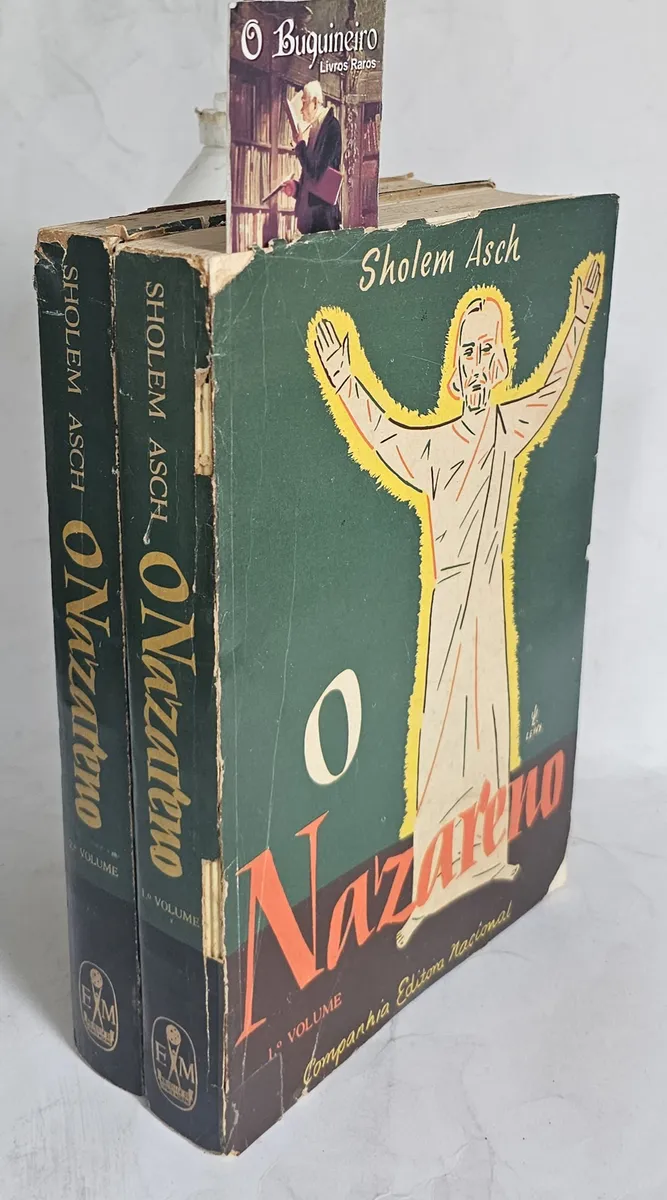 O Buquineiro
Livros Raros
SHOLEM ASCH
O Nazareno
2º VOLUME
E M
SHOLEM ASCH
O Nazareno
1.º VOLUME
E M
Sholem Asch
O
Nazareno
1.º VOLUME
Companhia Editora Nacional